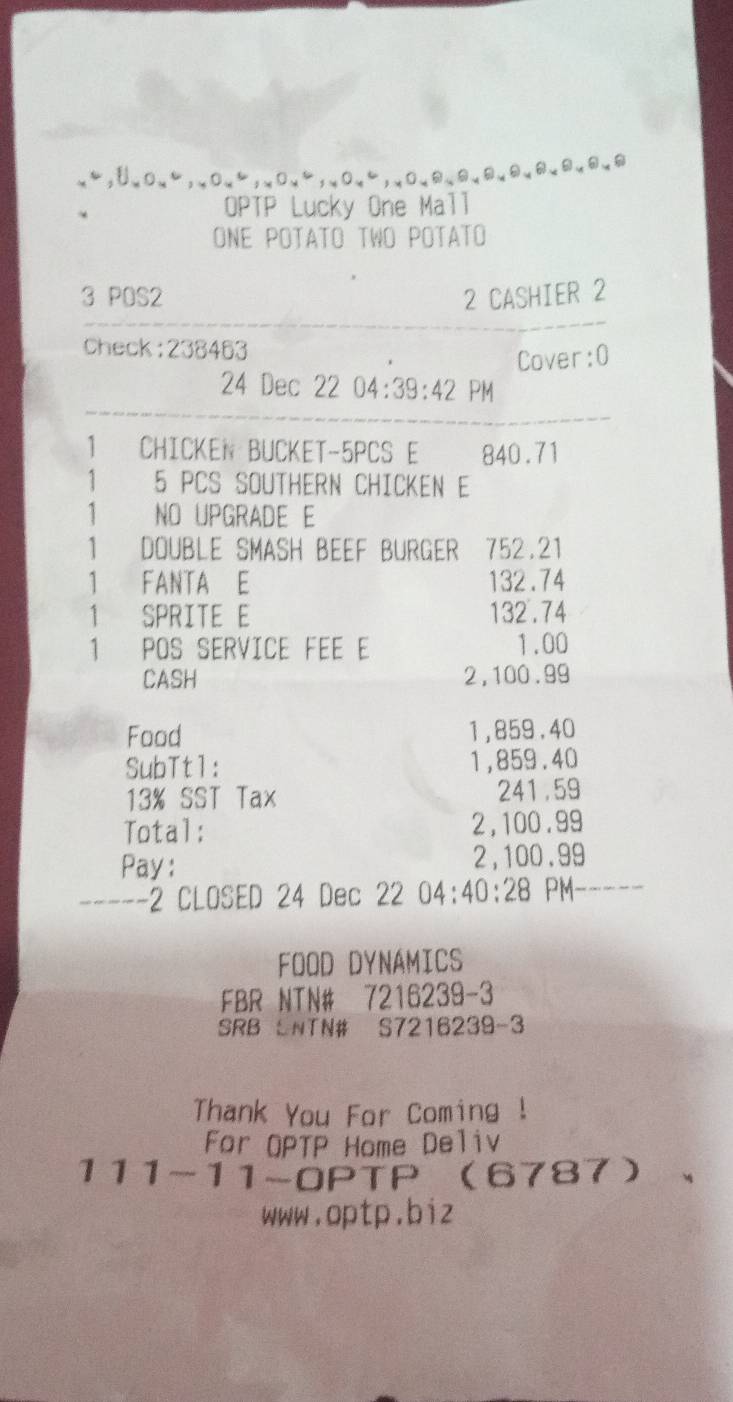 OPTP Lucky One Mall
ONE POTATO TWO POTATO
3 POS2 2 CASHIER 2
Check:238463 Cover:0
24 Dec 22 04:39:42 PM
1 CHICKEN BUCKET-5PCS E 840.71
1 5 PCS SOUTHERN CHICKEN E
1 NO UPGRADE E
1 DOUBLE SMASH BEEF BURGER 752.21
1 FANTA E 132.74
1 SPRITE E 132.74
1 POS SERVICE FEE E 1.00
CASH 2,100.99
Food 1,859.40
SubTtl: 1,859.40
13% SST Tax 241.59
Total: 2,100.99
Pay: 2,100.99
-----2 CLOSED 24 Dec 22 04:40:28 PM-----
FOOD DYNAMICS
FBR NTN# 7216239-3
SRB SNTN# S7216239-3
Thank You For Coming !
For OPTP Home Deliv
111-11-OPTP (6787)
www.optp.biz